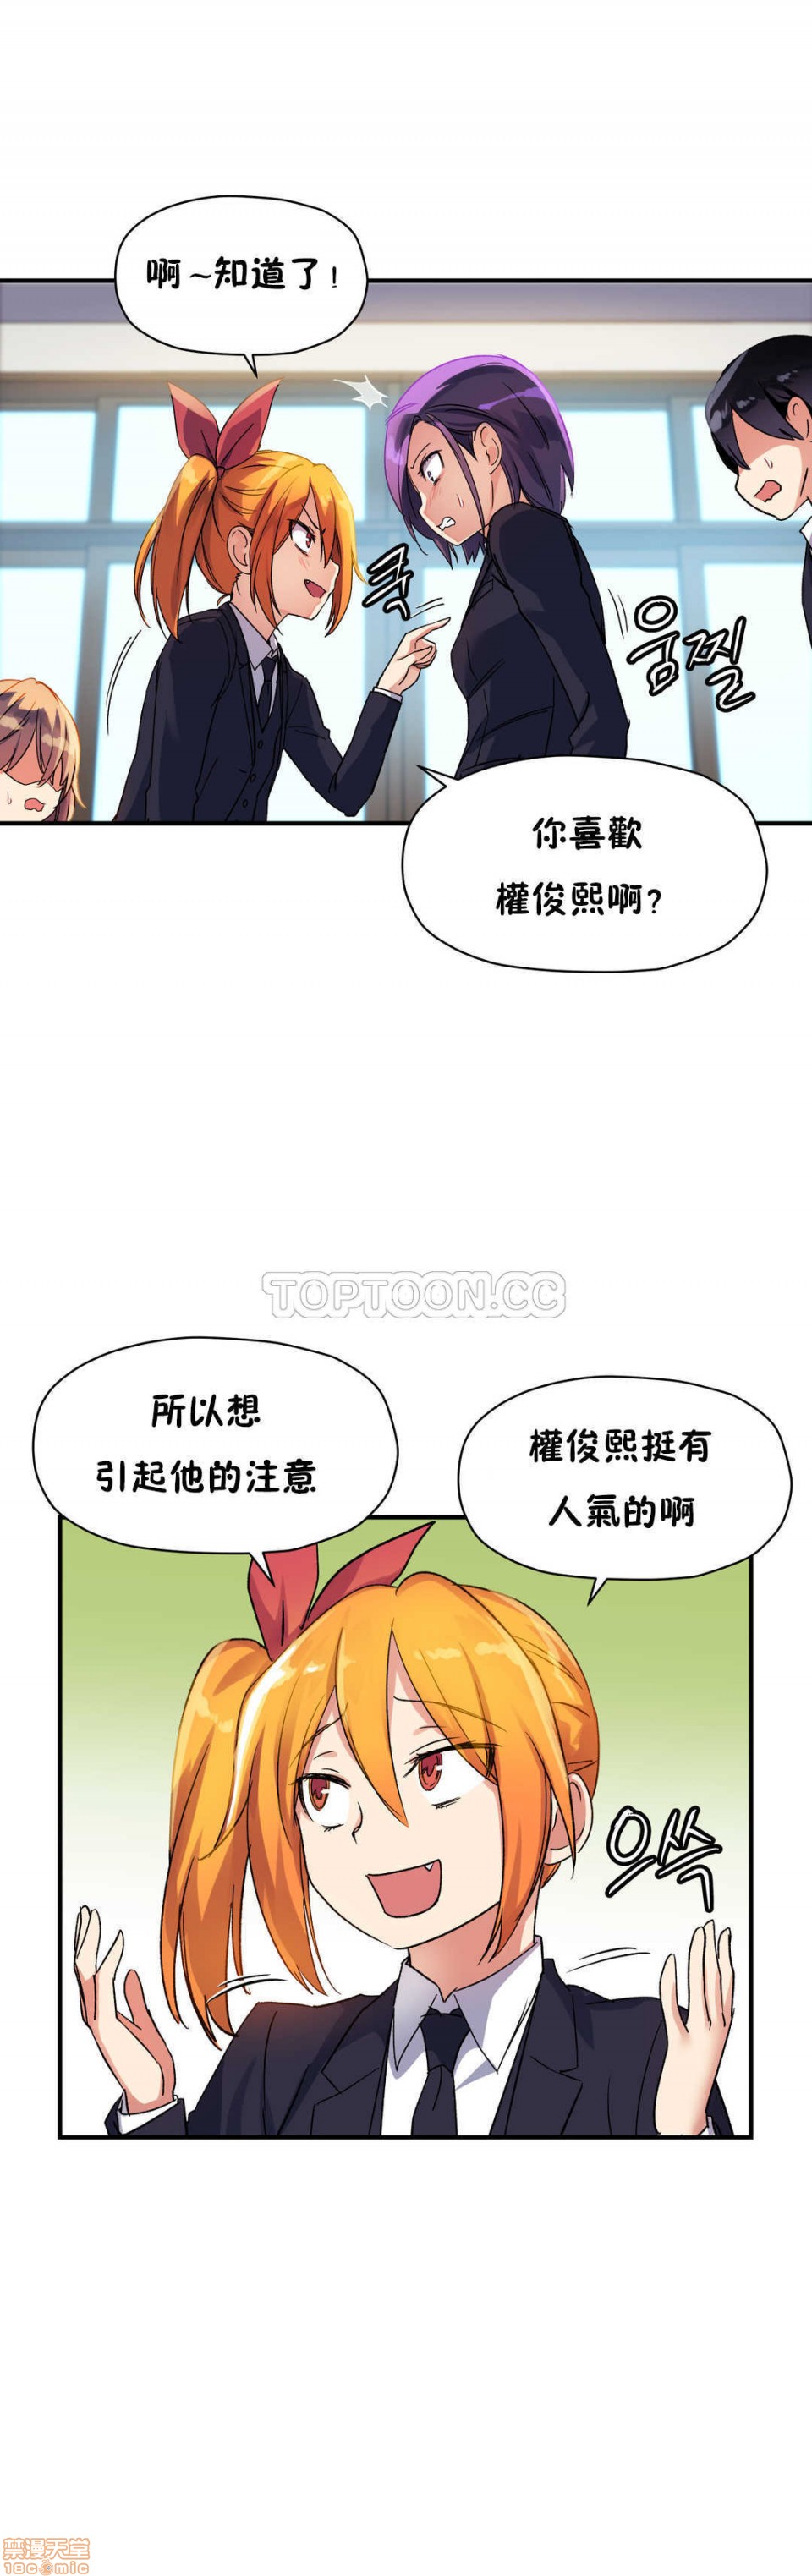 啊~知道了!
쿡
움찔
你喜歡
權俊熙啊?
TOPTOON.CC
所以想
引起他的注意
權俊熙挺有
人氣的啊
으쓱
禁漫天堂
18comic